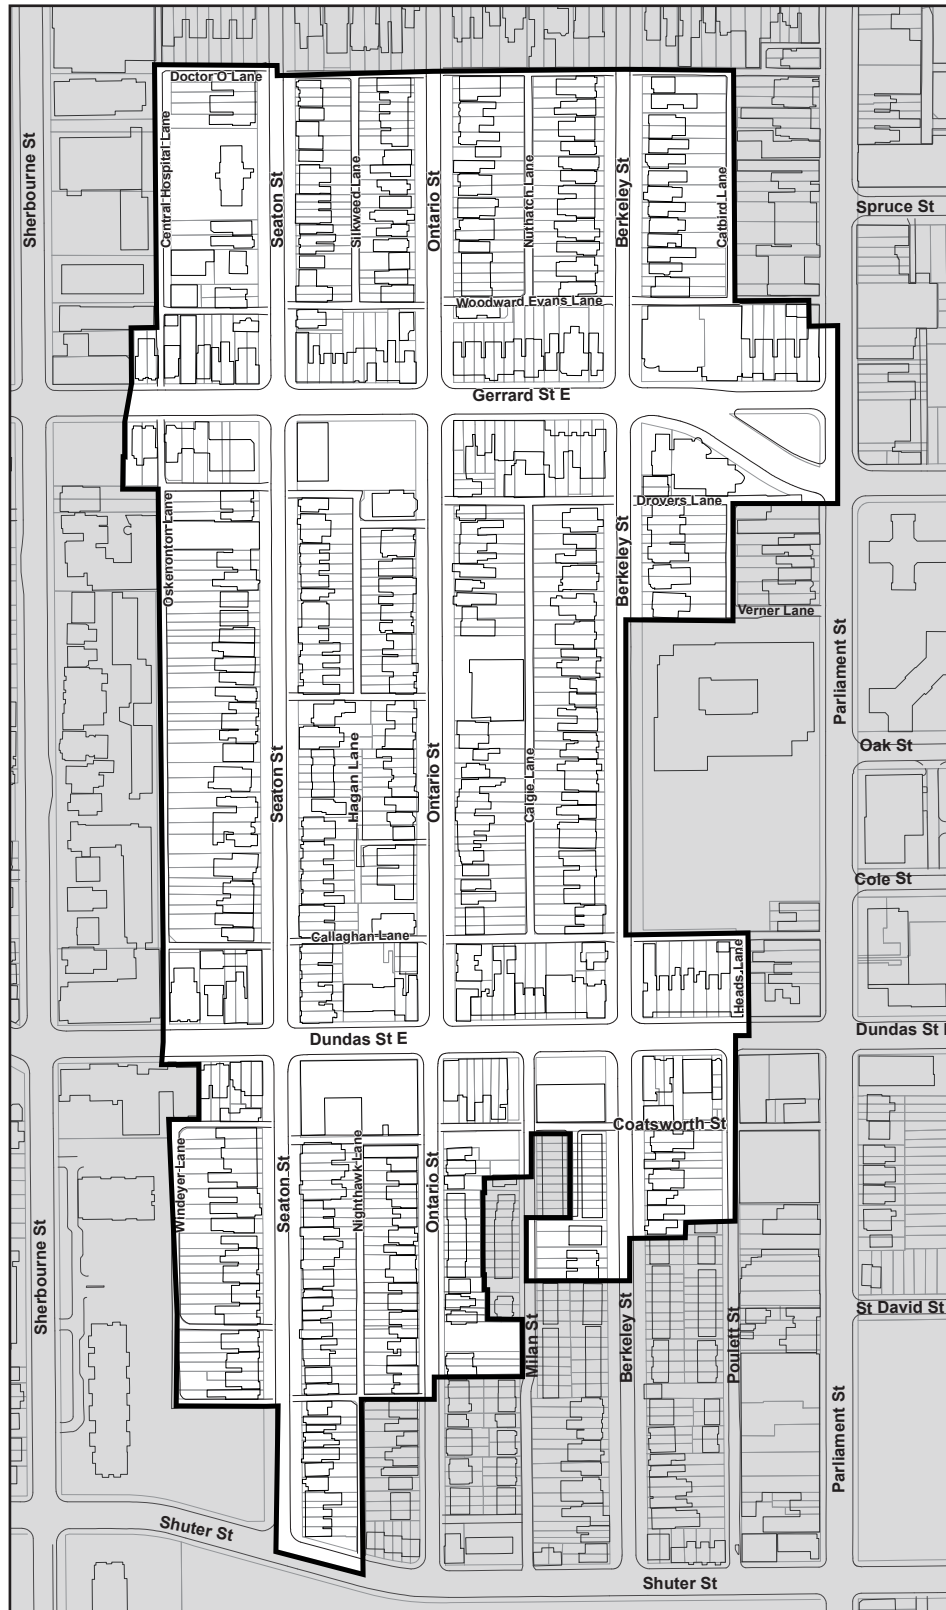 Doctor O Lane
Sherbourne St
Central Hospital Lane
Seaton St
Silkweed Lane
Ontario St
Nuthatch Lane
Berkeley St
Catbird Lane
Spruce St
Woodward Evans Lane
Gerrard St E
Oskenonton Lane
Drovers Lane
Berkeley St
Verner Lane
Parliament St
Oak St
Seaton St
Hagan Lane
Ontario St
Calgie Lane
Cole St
Callaghan Lane
Heads Lane
Dundas St E
Dundas St
Coatsworth St
Windeyer Lane
Seaton St
Nighthawk Lane
Ontario St
Sherbourne St
Milan St
Berkeley St
Poulett St
St David St
Parliament St
Shuter St
Shuter St